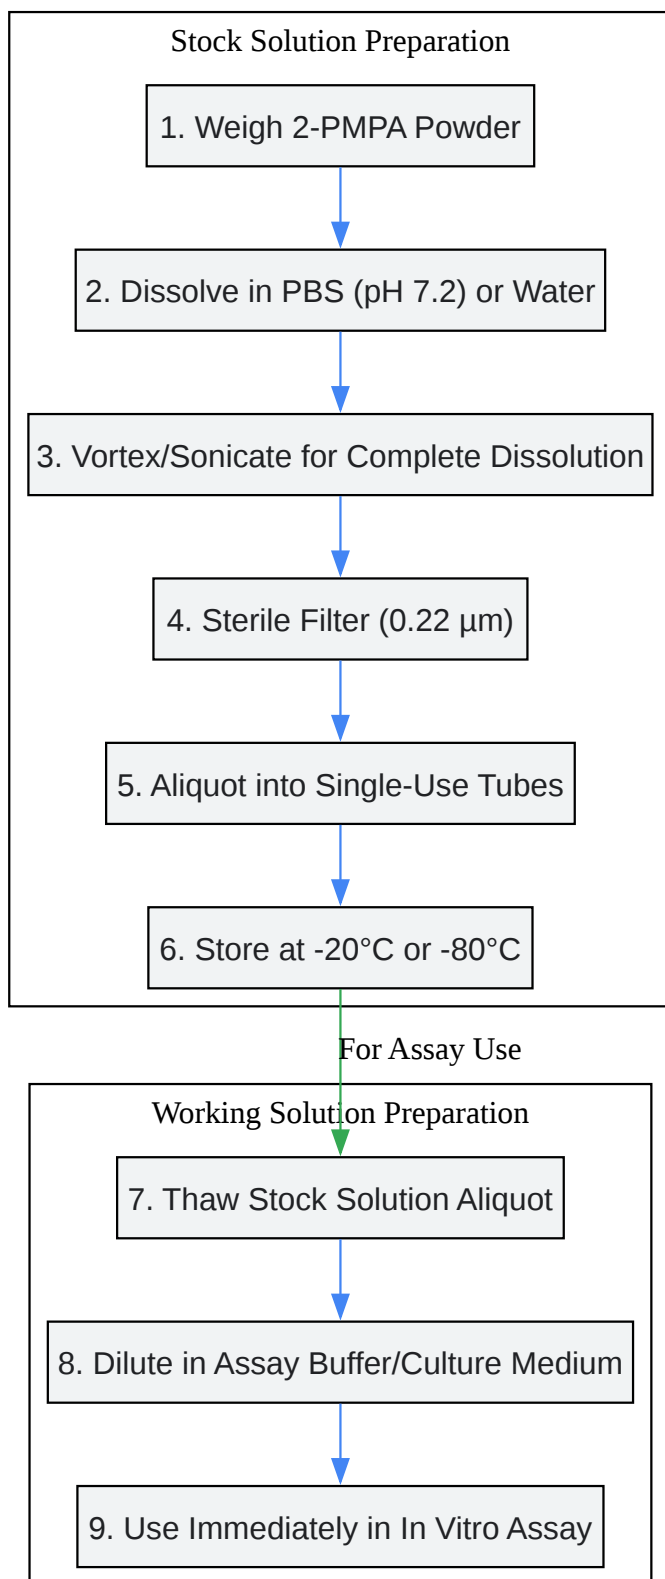 Stock Solution Preparation
1. Weigh 2-PMPA Powder
2. Dissolve in PBS (pH 7.2) or Water
3. Vortex/Sonicate for Complete Dissolution
4. Sterile Filter (0.22 µm)
5. Aliquot into Single-Use Tubes
6. Store at -20°C or -80°C
For Assay Use
Working Solution Preparation
7. Thaw Stock Solution Aliquot
8. Dilute in Assay Buffer/Culture Medium
9. Use Immediately in In Vitro Assay